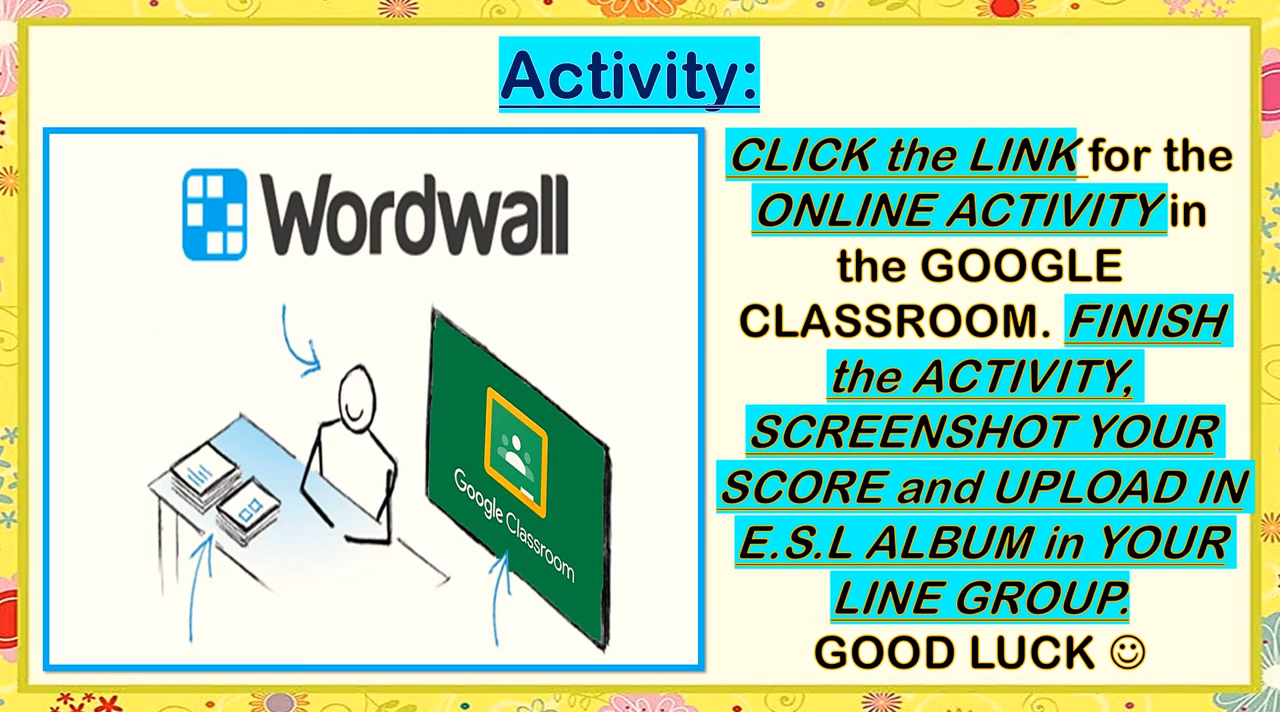 Activity:
Wordwall
Google Classroom
CLICK the LINK for the
ONLINE ACTIVITY in
the GOOGLE
CLASSROOM. FINISH
the ACTIVITY,
SCREENSHOT YOUR
SCORE and UPLOAD IN
E.S.L ALBUM in YOUR
LINE GROUP.
GOOD LUCK ☺